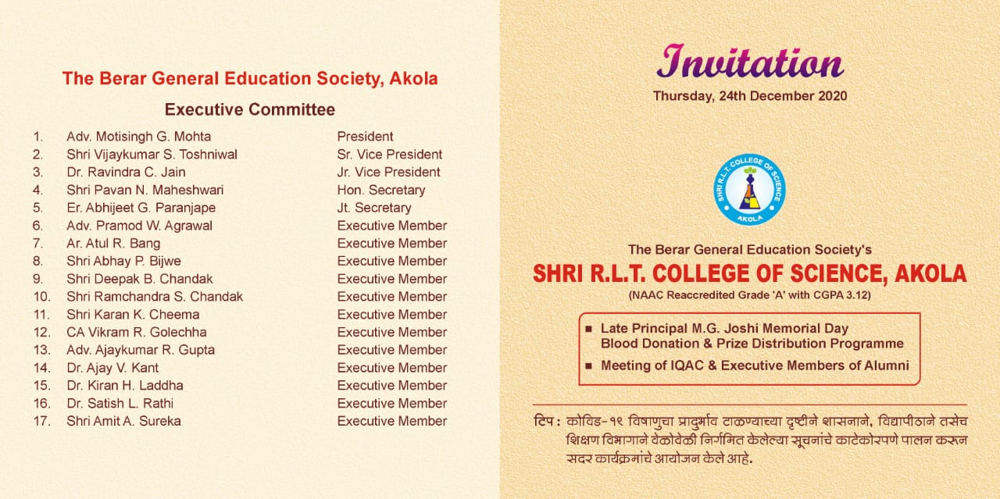 The Berar General Education Society, Akola
Executive Committee
1. Adv. Motisingh G. Mohta President
2. Shri Vijaykumar S. Toshniwal Sr. Vice President
3. Dr. Ravindra C. Jain Jr. Vice President
4. Shri Pavan N. Maheshwari Hon. Secretary
5. Er. Abhijeet G. Paranjape Jt. Secretary
6. Adv. Pramod W. Agrawal Executive Member
7. Ar. Atul R. Bang Executive Member
8. Shri Abhay P. Bijwe Executive Member
9. Shri Deepak B. Chandak Executive Member
10. Shri Ramchandra S. Chandak Executive Member
11. Shri Karan K. Cheema Executive Member
12. CA Vikram R. Golechha Executive Member
13. Adv. Ajaykumar R. Gupta Executive Member
14. Dr. Ajay V. Kant Executive Member
15. Dr. Kiran H. Laddha Executive Member
16. Dr. Satish L. Rathi Executive Member
17. Shri Amit A. Sureka Executive Member
Invitation
Thursday, 24th December 2020
SHRI R.L.T. COLLEGE OF SCIENCE
AKOLA
The Berar General Education Society's
SHRI R.L.T. COLLEGE OF SCIENCE, AKOLA
(NAAC Reaccredited Grade 'A' with CGPA 3.12)
■ Late Principal M.G. Joshi Memorial Day
Blood Donation & Prize Distribution Programme
■ Meeting of IQAC & Executive Members of Alumni
टिप : कोविड-१९ विषाणुचा प्रादुर्भाव टाळण्याच्या दृष्टीने शासनाने, विद्यापीठाने तसेच
शिक्षण विभागाने वेळोवेळी निर्गमित केलेल्या सूचनांचे काटेकोरपणे पालन करून
सदर कार्यक्रमांचे आयोजन केले आहे.